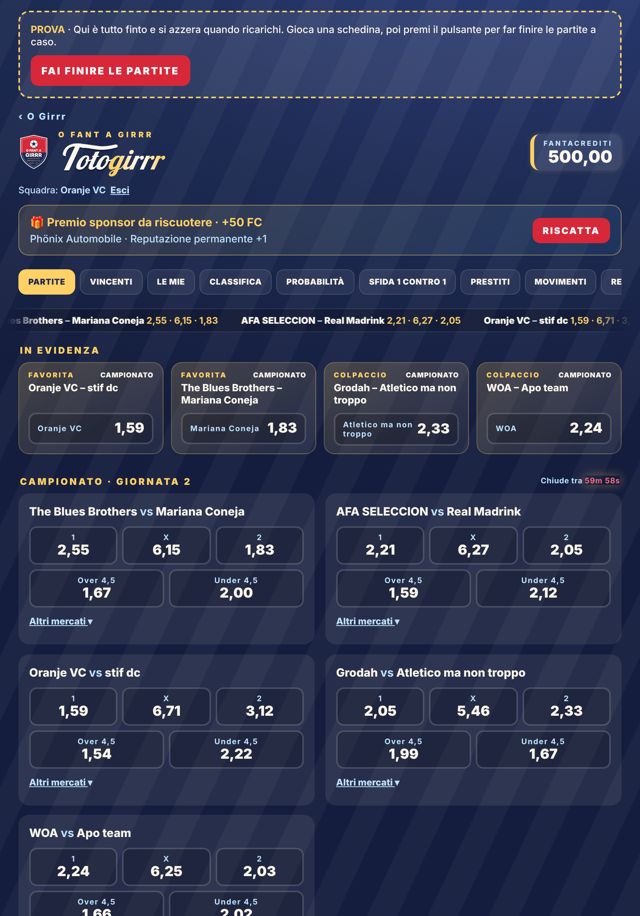 PROVA · Qui è tutto finto e si azzera quando ricarichi. Gioca una schedina, poi premi il pulsante per far finire le partite a
caso.
FAI FINIRE LE PARTITE
‹ O Girrr
O FANT A GIRRR
Totogirrr
O FANT A
GIRRR
FANTACREDITI
500,00
Squadra: Oranje VC Esci
🎁 Premio sponsor da riscuotere · +50 FC
Phönix Automobile · Reputazione permanente +1
RISCATTA
PARTITE
VINCENTI
LE MIE
CLASSIFICA
PROBABILITÀ
SFIDA 1 CONTRO 1
PRESTITI
MOVIMENTI
RE
es Brothers – Mariana Coneja 2,55 · 6,15 · 1,83 AFA SELECCION – Real Madrink 2,21 · 6,27 · 2,05 Oranje VC – stif dc 1,59 · 6,71 · 3
IN EVIDENZA
FAVORITA CAMPIONATO
Oranje VC – stif dc
Oranje VC 1,59
FAVORITA CAMPIONATO
The Blues Brothers –
Mariana Coneja
Mariana Coneja 1,83
COLPACCIO CAMPIONATO
Grodah – Atletico ma non
troppo
Atletico ma non
troppo 2,33
COLPACCIO CAMPIONATO
WOA – Apo team
WOA 2,24
CAMPIONATO · GIORNATA 2
Chiude tra 59m 58s
The Blues Brothers vs Mariana Coneja
1 X 2
2,55 6,15 1,83
Over 4,5 Under 4,5
1,67 2,00
Altri mercati ▾
AFA SELECCION vs Real Madrink
1 X 2
2,21 6,27 2,05
Over 4,5 Under 4,5
1,59 2,12
Altri mercati ▾
Oranje VC vs stif dc
1 X 2
1,59 6,71 3,12
Over 4,5 Under 4,5
1,54 2,22
Altri mercati ▾
Grodah vs Atletico ma non troppo
1 X 2
2,05 5,46 2,33
Over 4,5 Under 4,5
1,99 1,67
Altri mercati ▾
WOA vs Apo team
1 X 2
2,24 6,25 2,03
Over 4,5 Under 4,5
1,66 2,02